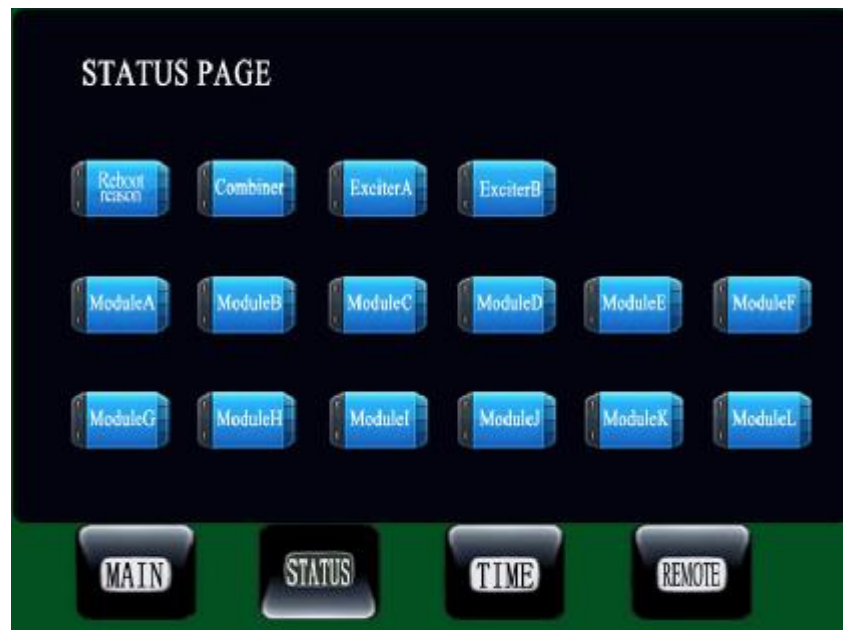 STATUS PAGE
Reboot
reason
Combiner
ExciterA
ExciterB
ModuleA
ModuleB
ModuleC
ModuleD
ModuleE
ModuleF
ModuleG
ModuleH
ModuleI
ModuleJ
ModuleK
ModuleL
MAIN
STATUS
TIME
REMOTE